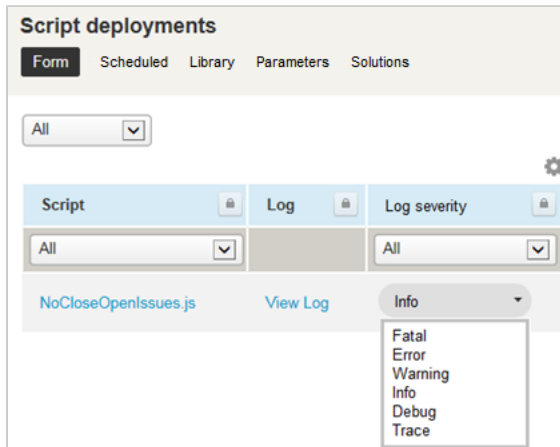 Script deployments
Form Scheduled Library Parameters Solutions
All
Script Log Log severity
All All
NoCloseOpenIssues.js View Log Info
Fatal
Error
Warning
Info
Debug
Trace